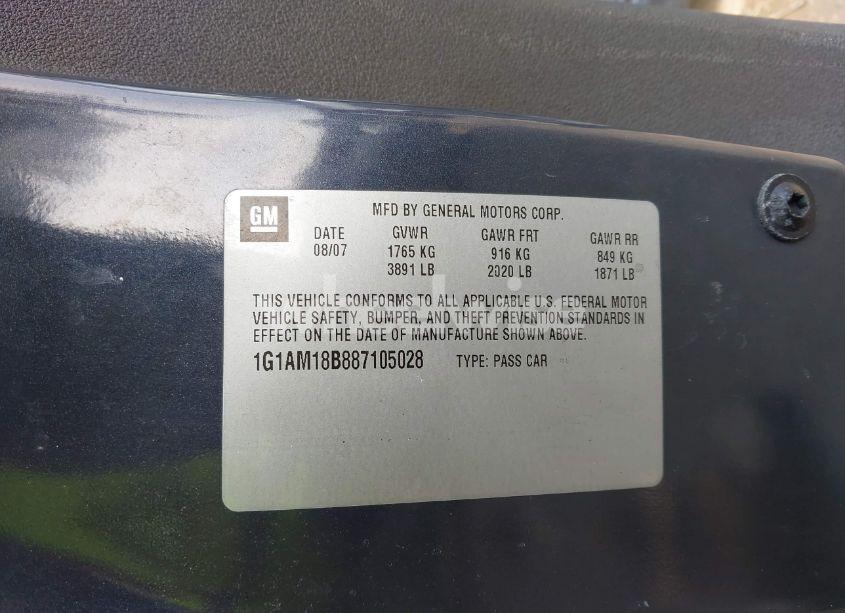 GM
MFD BY GENERAL MOTORS CORP.
DATE GVWR GAWR FRT GAWR RR
08/07 1765 KG 916 KG 849 KG
3891 LB 2020 LB 1871 LB
THIS VEHICLE CONFORMS TO ALL APPLICABLE U.S. FEDERAL MOTOR
VEHICLE SAFETY, BUMPER, AND THEFT PREVENTION STANDARDS IN
EFFECT ON THE DATE OF MANUFACTURE SHOWN ABOVE.
1G1AM18B887105028 TYPE: PASS CAR